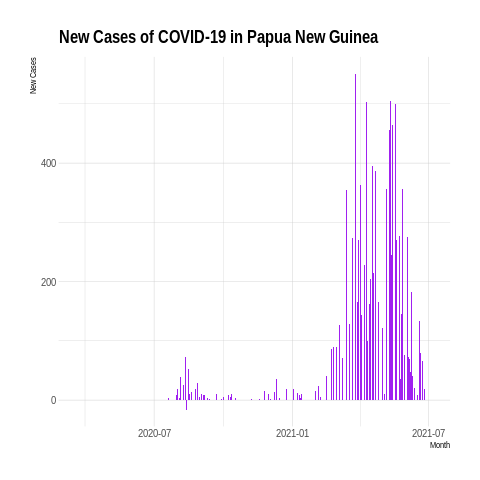 New Cases of COVID-19 in Papua New Guinea
New Cases
400
200
0
2020-07
2021-01
2021-07
Month